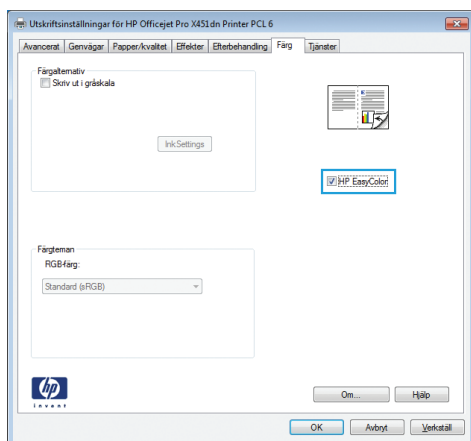 Utskriftsinställningar för HP Officejet Pro X451dn Printer PCL 6
Avancerat Genvägar Papper/kvalitet Effekter Efterbehandling Färg Tjänster
Färgalternativ
Skriv ut i gråskala
InkSettings
HP EasyColor
Färgteman
RGB-färg:
Standard (sRGB)
hp
invent
Om... Hjälp
OK Avbryt Verkställ